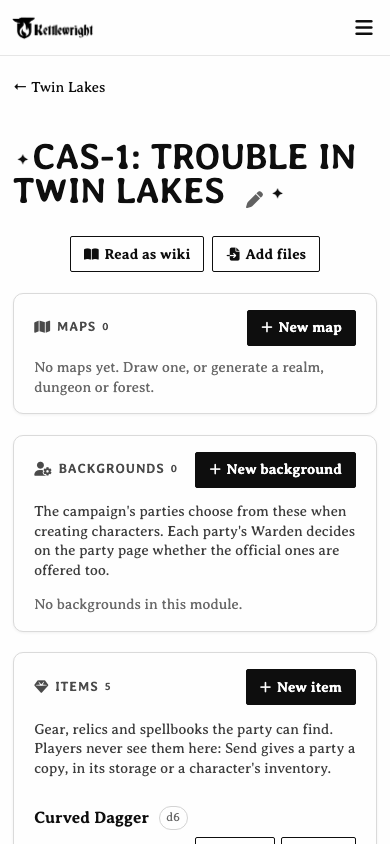 Kettlewright
← Twin Lakes
CAS-1: TROUBLE IN
TWIN LAKES
Read as wiki
Add files
MAPS 0
+ New map
No maps yet. Draw one, or generate a realm,
dungeon or forest.
BACKGROUNDS 0
+ New background
The campaign's parties choose from these when
creating characters. Each party's Warden decides
on the party page whether the official ones are
offered too.
No backgrounds in this module.
ITEMS 5
+ New item
Gear, relics and spellbooks the party can find.
Players never see them here: Send gives a party a
copy, in its storage or a character's inventory.
Curved Dagger d6